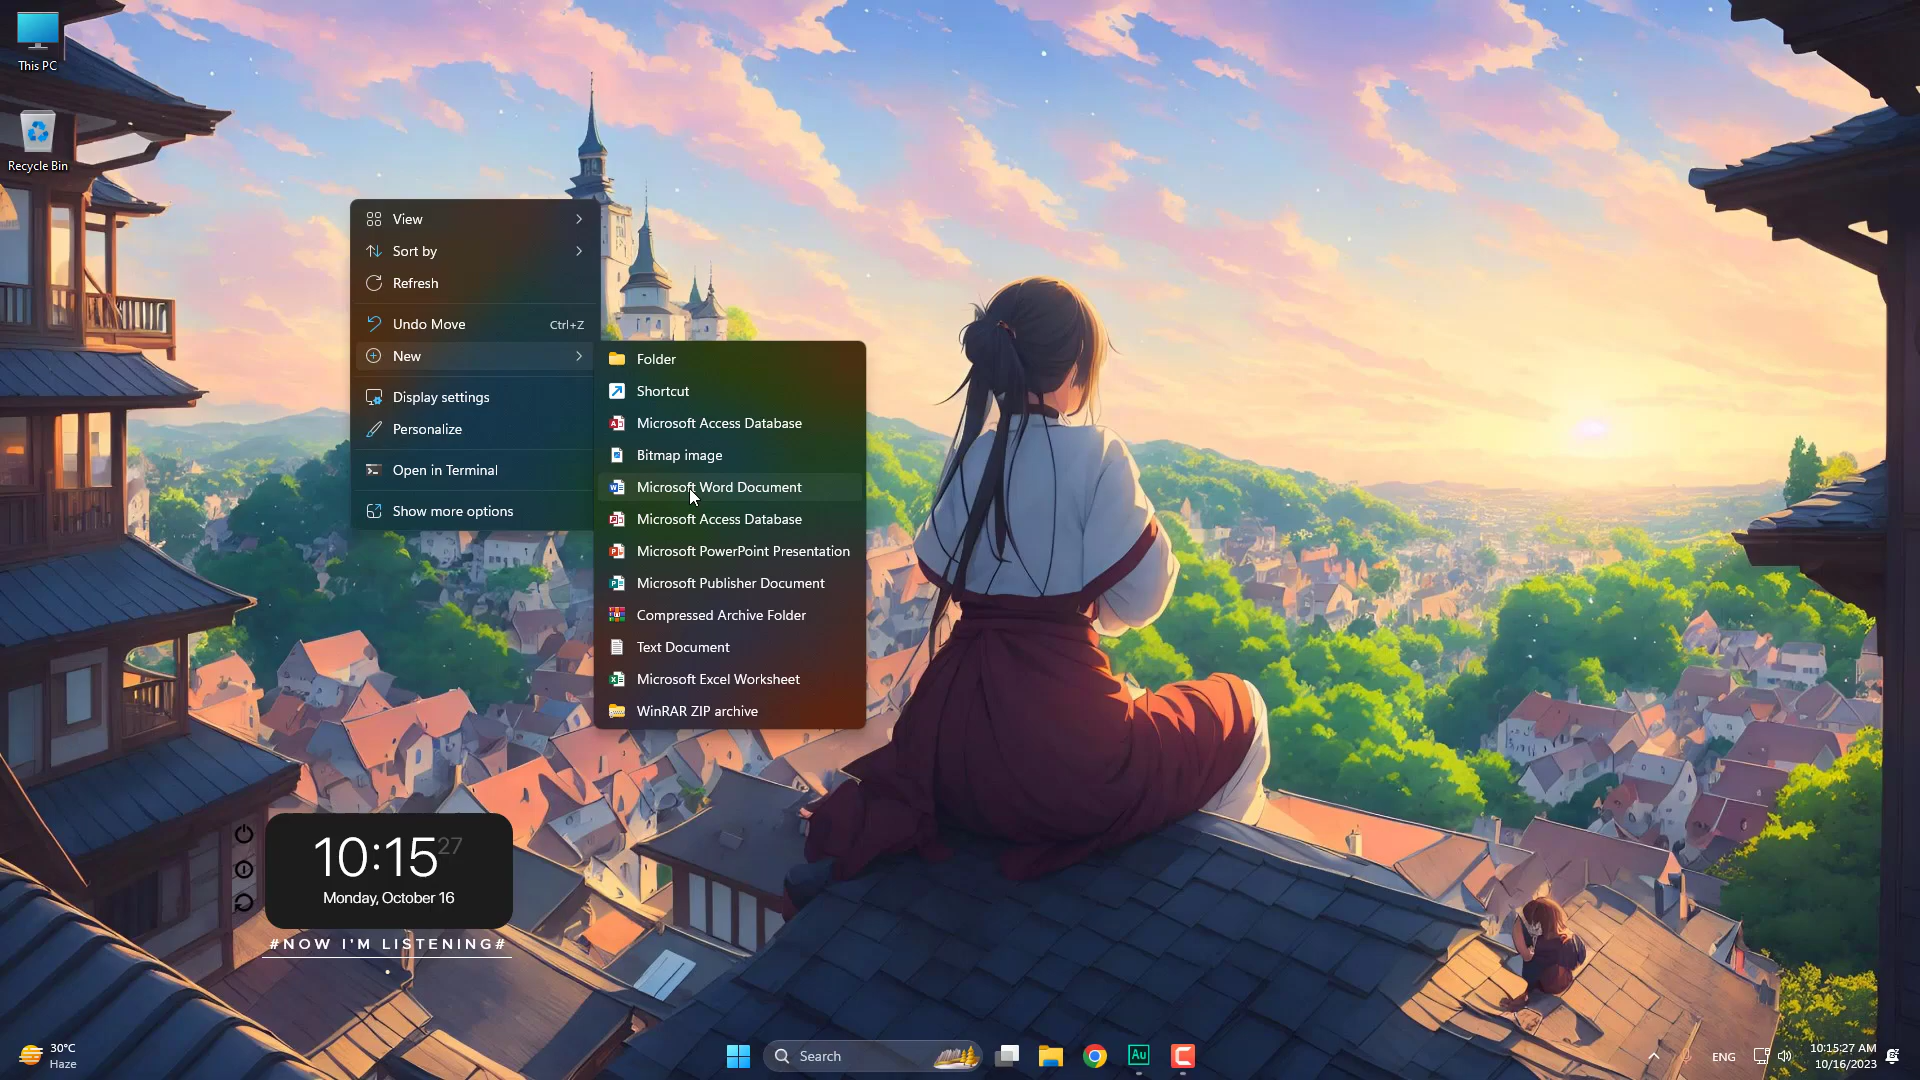 This PC
Recycle Bin
View
Sort by
Refresh
Undo Move Ctrl+Z
New
Display settings
Personalize
Open in Terminal
Show more options
Folder
Shortcut
Microsoft Access Database
Bitmap image
Microsoft Word Document
Microsoft Access Database
Microsoft PowerPoint Presentation
Microsoft Publisher Document
Compressed Archive Folder
Text Document
Microsoft Excel Worksheet
WinRAR ZIP archive
10:15 27
Monday, October 16
#NOW I'M LISTENING#
30°C
Haze
Search
Au
ENG
10:15:27 AM
10/16/2023